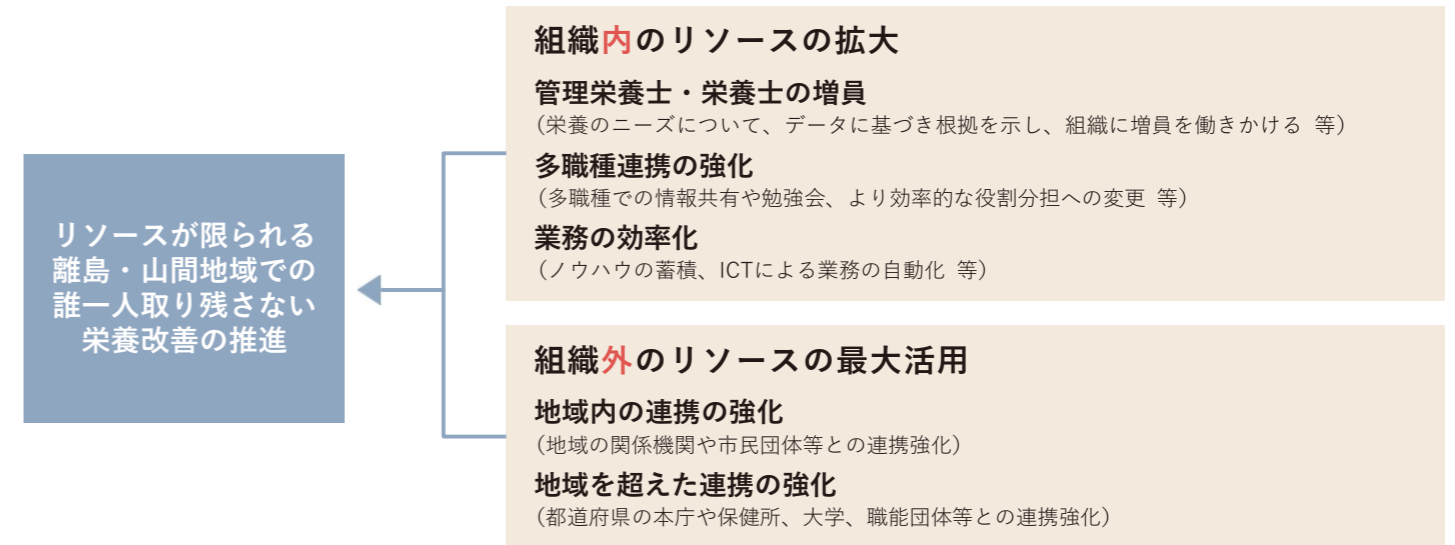 リソースが限られる
離島・山間地域での
誰一人取り残さない
栄養改善の推進
組織内のリソースの拡大
管理栄養士・栄養士の増員
（栄養のニーズについて、データに基づき根拠を示し、組織に増員を働きかける 等）
多職種連携の強化
（多職種での情報共有や勉強会、より効率的な役割分担への変更 等）
業務の効率化
（ノウハウの蓄積、ICTによる業務の自動化 等）
組織外のリソースの最大活用
地域内の連携の強化
（地域の関係機関や市民団体等との連携強化）
地域を超えた連携の強化
（都道府県の本庁や保健所、大学、職能団体等との連携強化）